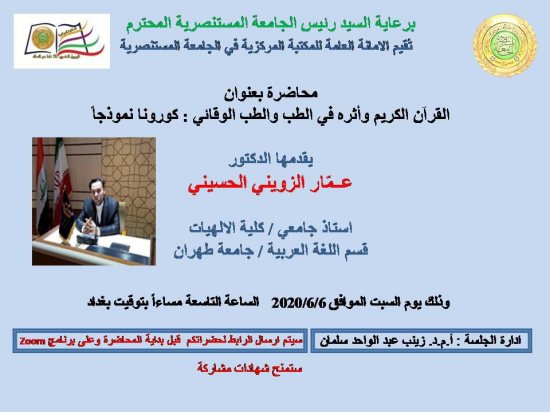 برعاية السيد رئيس الجامعة المستنصرية المحترم
تقيم الامانة العامة للمكتبة المركزية في الجامعة المستنصرية
محاضرة بعنوان
القرآن الكريم وأثره في الطب والطب الوقائي : كورونا نموذجاً
يقدمها الدكتور
عــمّار الزويني الحسيني
استاذ جامعي / كلية الالهيات
قسم اللغة العربية / جامعة طهران
وذلك يوم السبت الموافق 2020/6/6 الساعة التاسعة مساءاً بتوقيت بغداد
ادارة الجلسة : أ.م.د. زينب عبد الواحد سلمان
سيتم ارسال الرابط لحضراتكم قبل بداية المحاضرة وعلى برنامج Zoom
ستمنح شهادات مشاركة